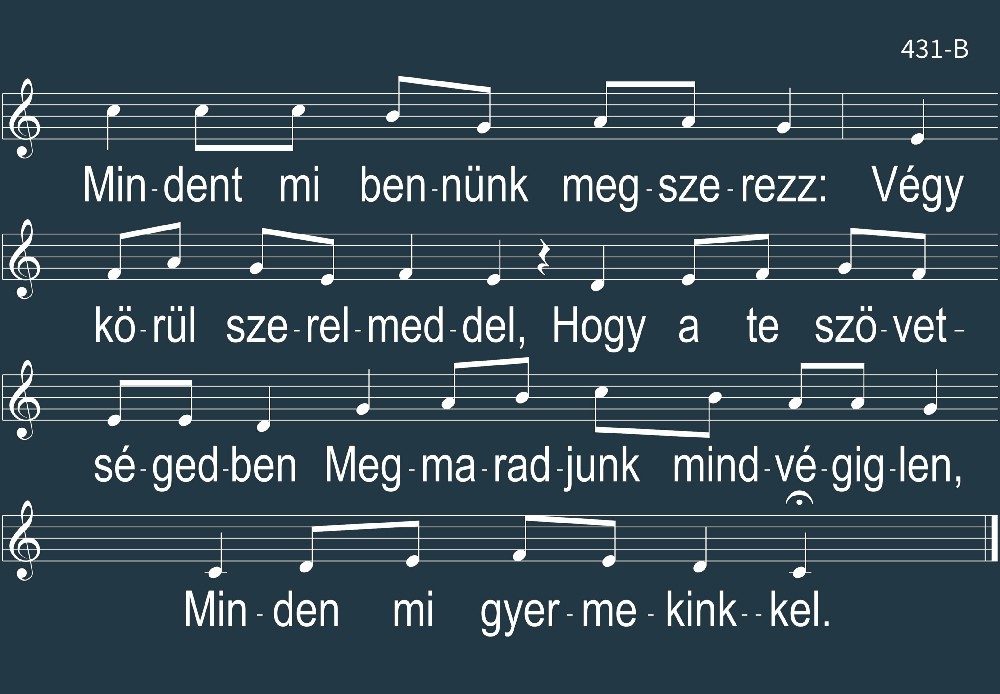 431-B
Min-dent mi ben-nünk meg-sze-rezz: Végy
kö-rül sze-rel-med-del, Hogy a te szö-vet-
sé-ged-ben Meg-ma-rad-junk mind-vé-gig-len,
Min-den mi gyer-me-kink--kel.